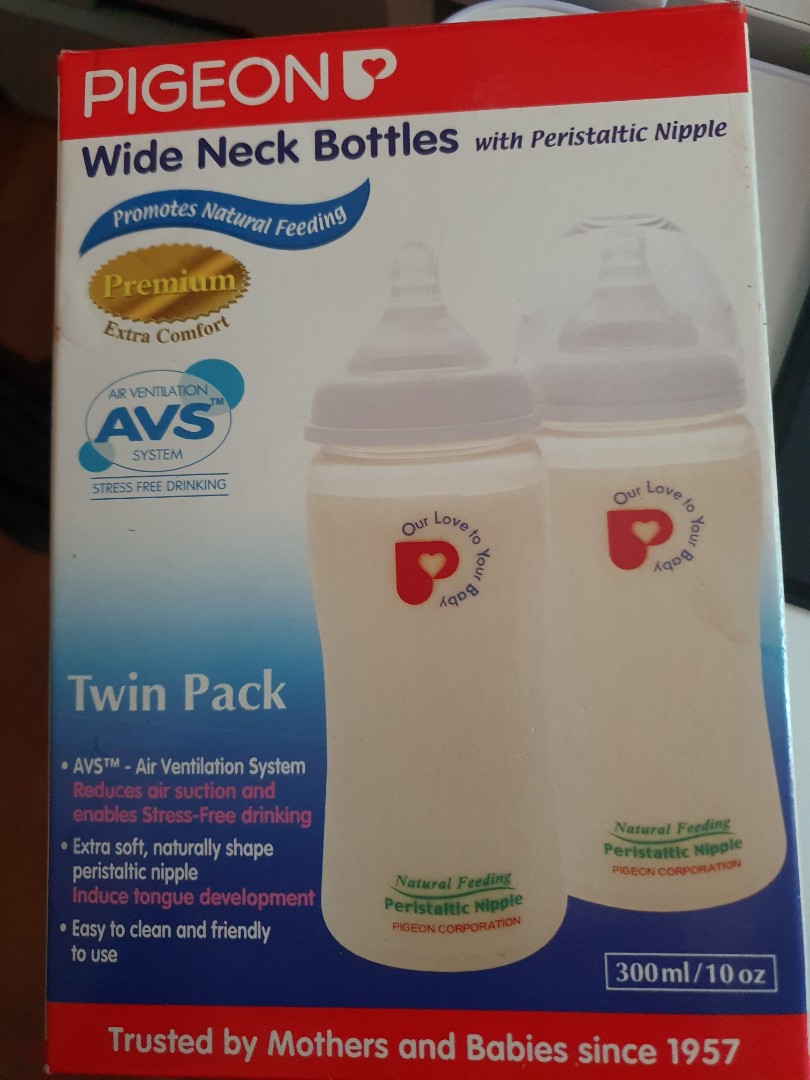 PIGEON
Wide Neck Bottles with Peristaltic Nipple
Promotes Natural Feeding
Premium
Extra Comfort
AIR VENTILATION
AVS™
SYSTEM
STRESS FREE DRINKING
Our Love to Your Baby
Our Love to Your Baby
Twin Pack
• AVS™ - Air Ventilation System
Reduces air suction and
enables Stress-Free drinking
• Extra soft, naturally shape
peristaltic nipple
Induce tongue development
• Easy to clean and friendly
to use
Natural Feeding
Peristaltic Nipple
PIGEON CORPORATION
Natural Feeding
Peristaltic Nipple
PIGEON CORPORATION
300ml/10oz
Trusted by Mothers and Babies since 1957